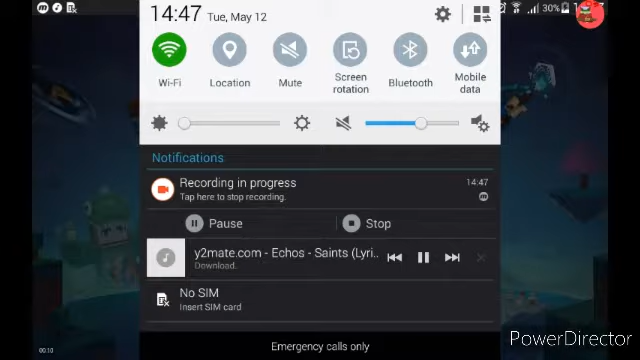 14:47 Tue, May 12
30%
Wi-Fi Location Mute Screen rotation Bluetooth Mobile data
Notifications
Recording in progress 14:47
Tap here to stop recording.
Pause Stop
y2mate.com - Echos - Saints (Lyri..
Download.
No SIM
Insert SIM card
Emergency calls only
PowerDirector
00:10